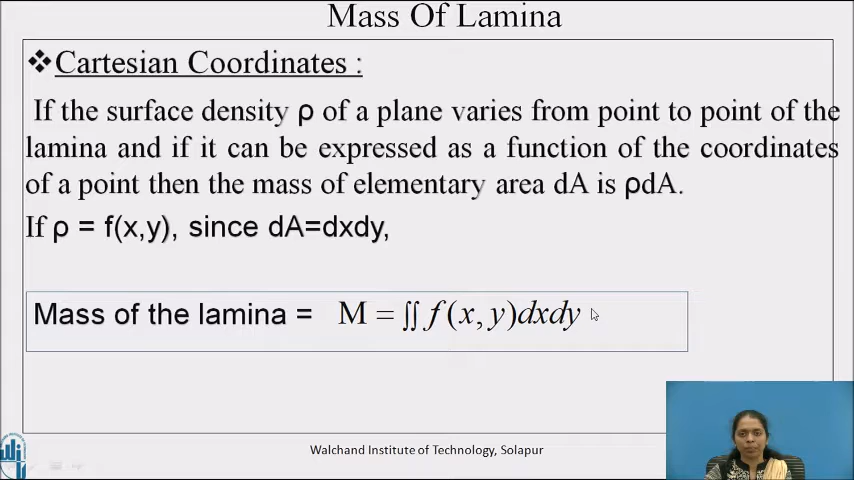 Mass Of Lamina
❖Cartesian Coordinates :
If the surface density ρ of a plane varies from point to point of the
lamina and if it can be expressed as a function of the coordinates
of a point then the mass of elementary area dA is ρdA.
If ρ = f(x,y), since dA=dxdy,
Mass of the lamina = M = ∬ f (x, y)dxdy
Walchand Institute of Technology, Solapur